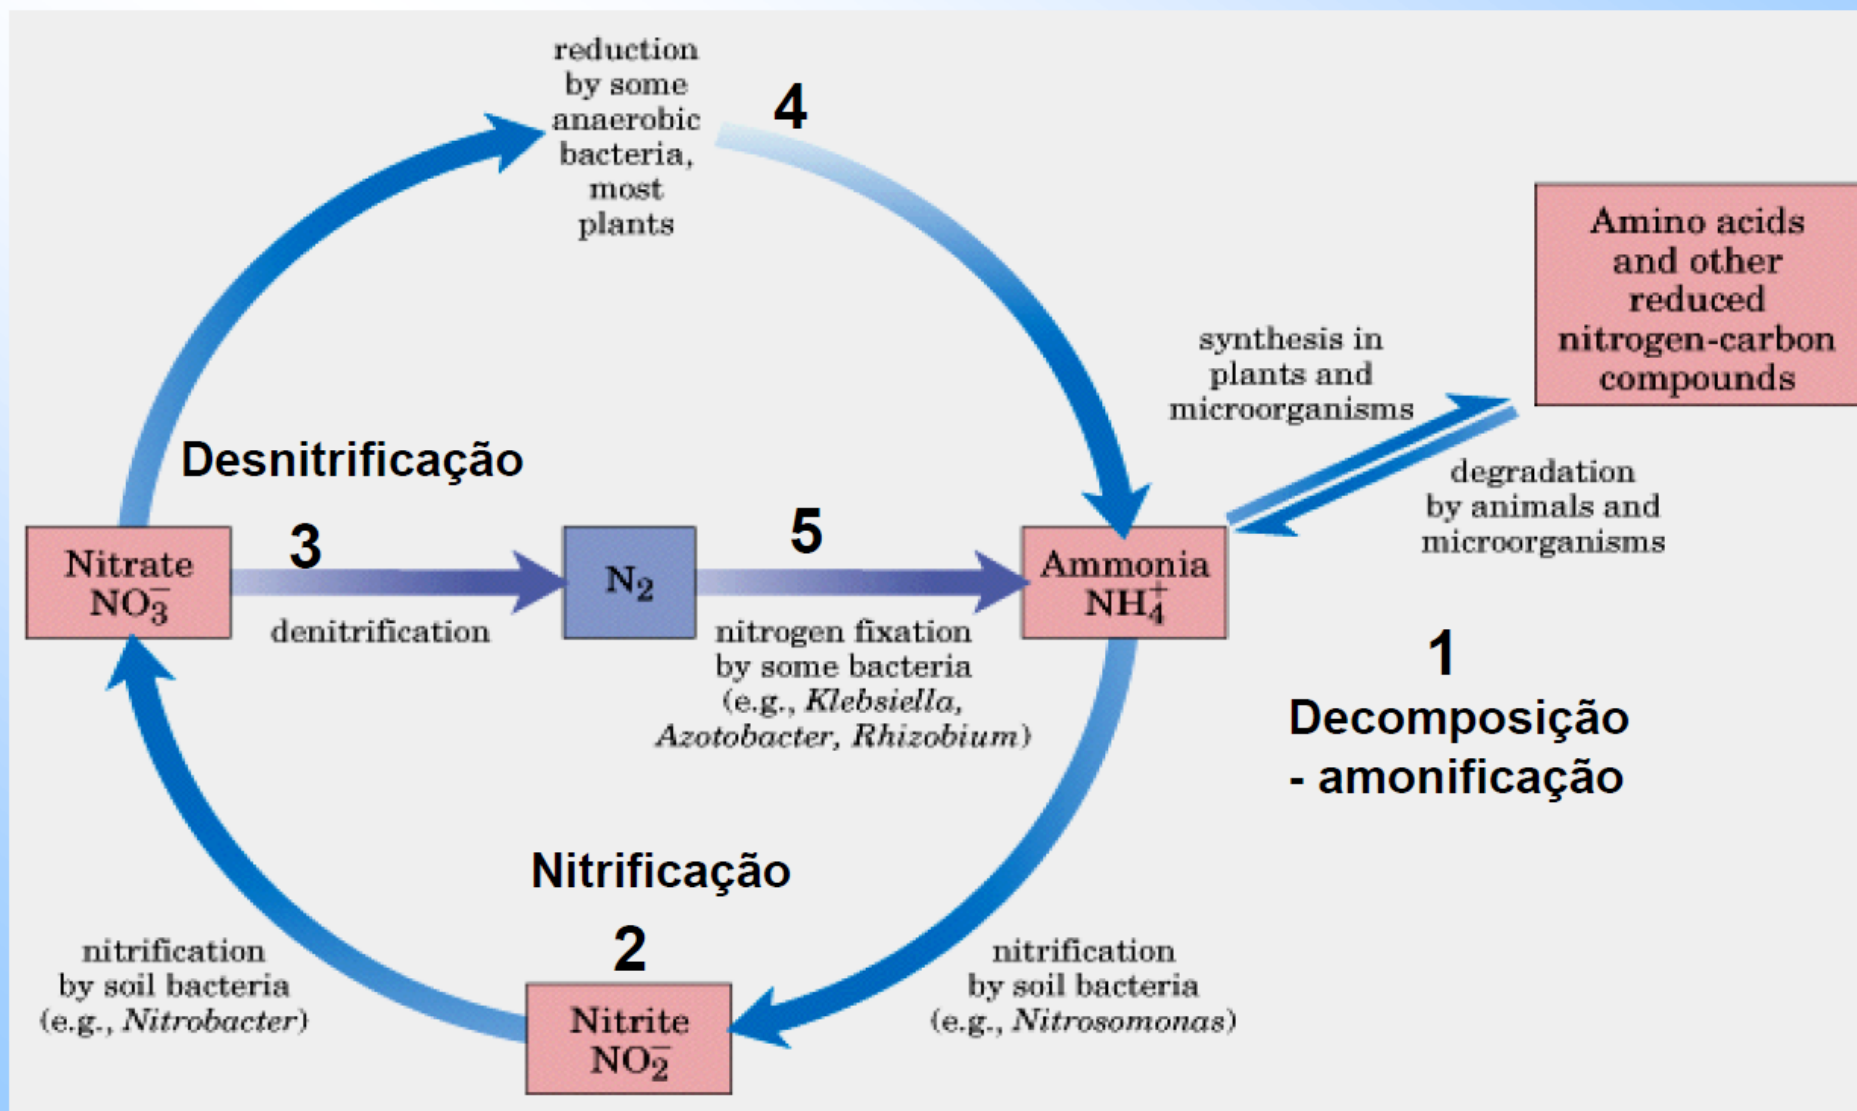 reduction
by some
anaerobic
bacteria,
most
plants
4
Amino acids
and other
reduced
nitrogen-carbon
compounds
synthesis in
plants and
microorganisms
degradation
by animals and
microorganisms
Desnitrificação
3
Nitrate
NO₃⁻
denitrification
N₂
5
nitrogen fixation
by some bacteria
(e.g., Klebsiella,
Azotobacter, Rhizobium)
Ammonia
NH₄⁺
1
Decomposição
- amonificação
Nitrificação
2
nitrification
by soil bacteria
(e.g., Nitrobacter)
Nitrite
NO₂⁻
nitrification
by soil bacteria
(e.g., Nitrosomonas)